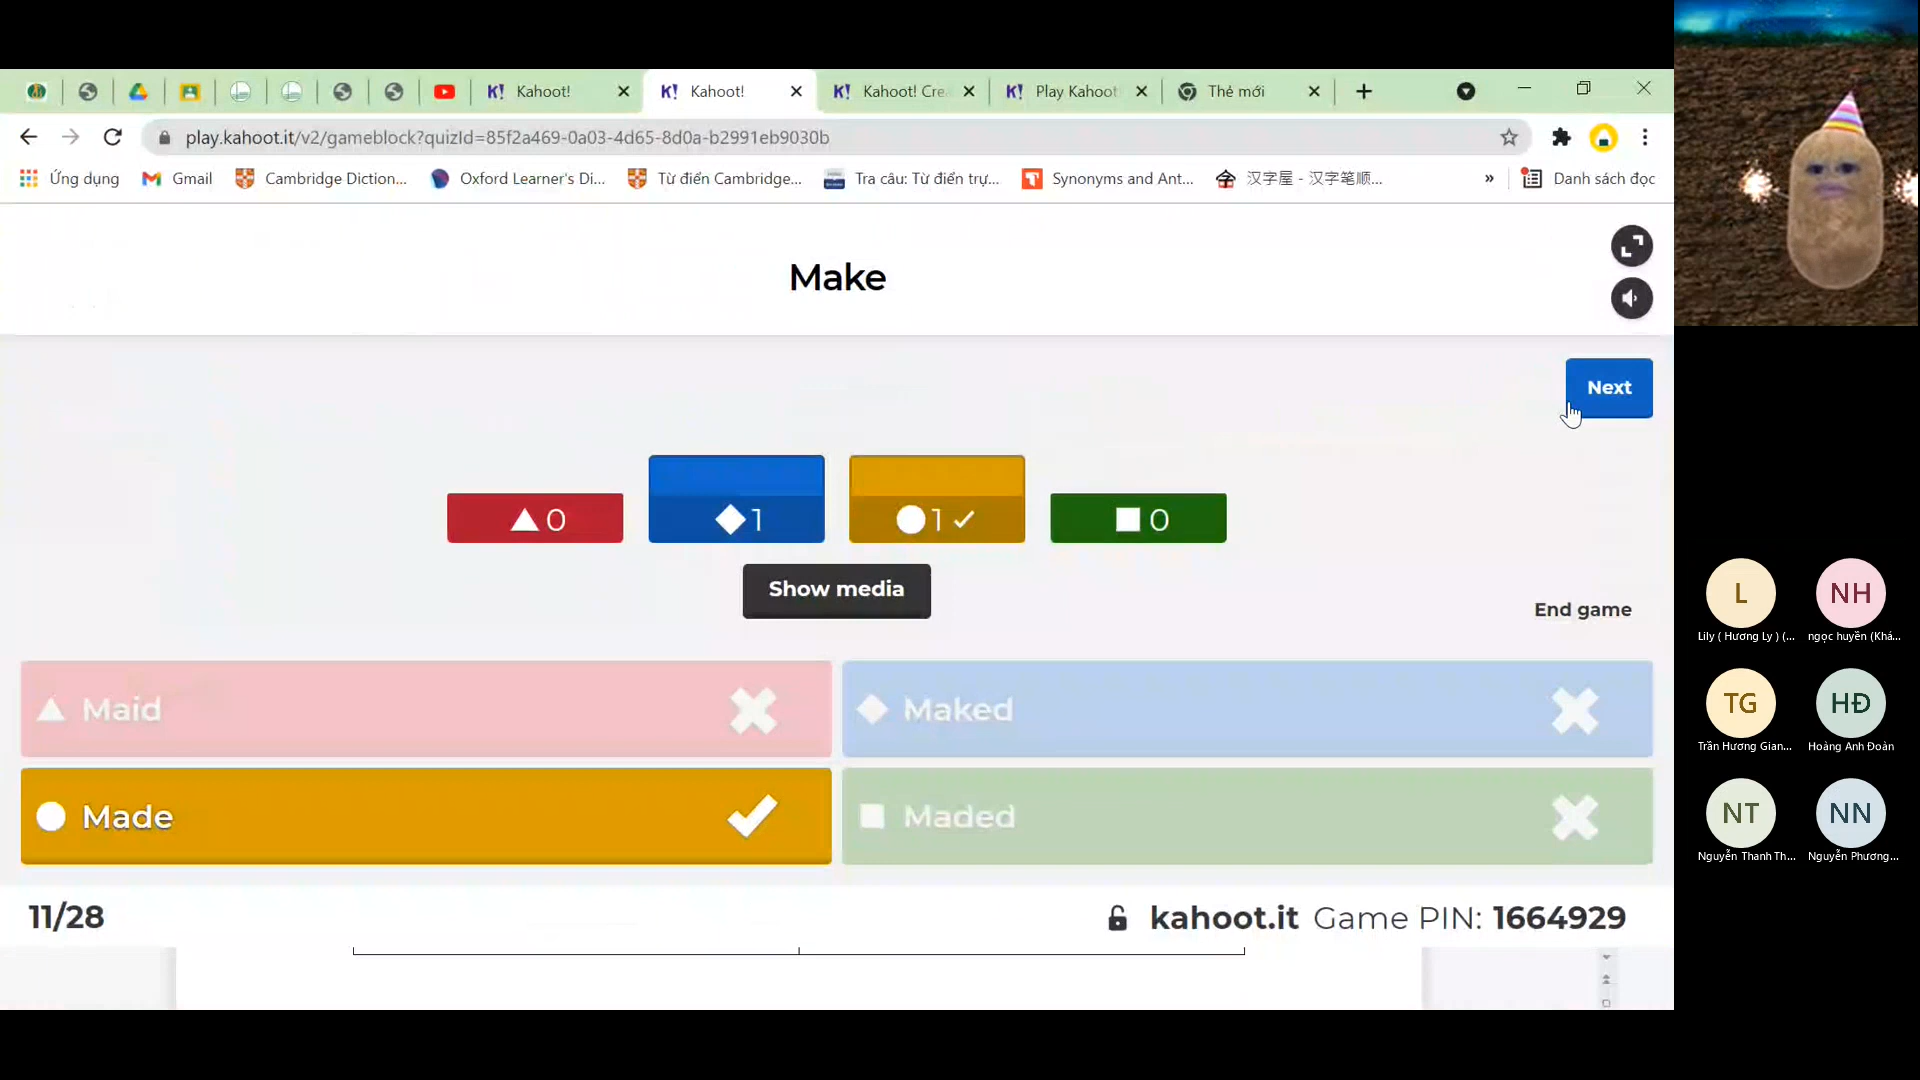 Kahoot!
Kahoot!
Kahoot! Cre
Play Kahoot
Thẻ mới
play.kahoot.it/v2/gameblock?quizId=85f2a469-0a03-4d65-8d0a-b2991eb9030b
Ứng dụng
Gmail
Cambridge Diction...
Oxford Learner's Di...
Từ điển Cambridge...
Tra câu: Từ điển trự...
Synonyms and Ant...
汉字屋 - 汉字笔顺...
»
Danh sách đọc
Make
Next
0
1
1
0
Show media
End game
Maid
Maked
Made
Maded
11/28
kahoot.it Game PIN: 1664929
L
NH
Lily ( Hương Ly ) (...
ngọc huyền (Khá...
TG
HĐ
Trần Hương Gian...
Hoàng Anh Đoàn
NT
NN
Nguyễn Thanh Th...
Nguyễn Phương...